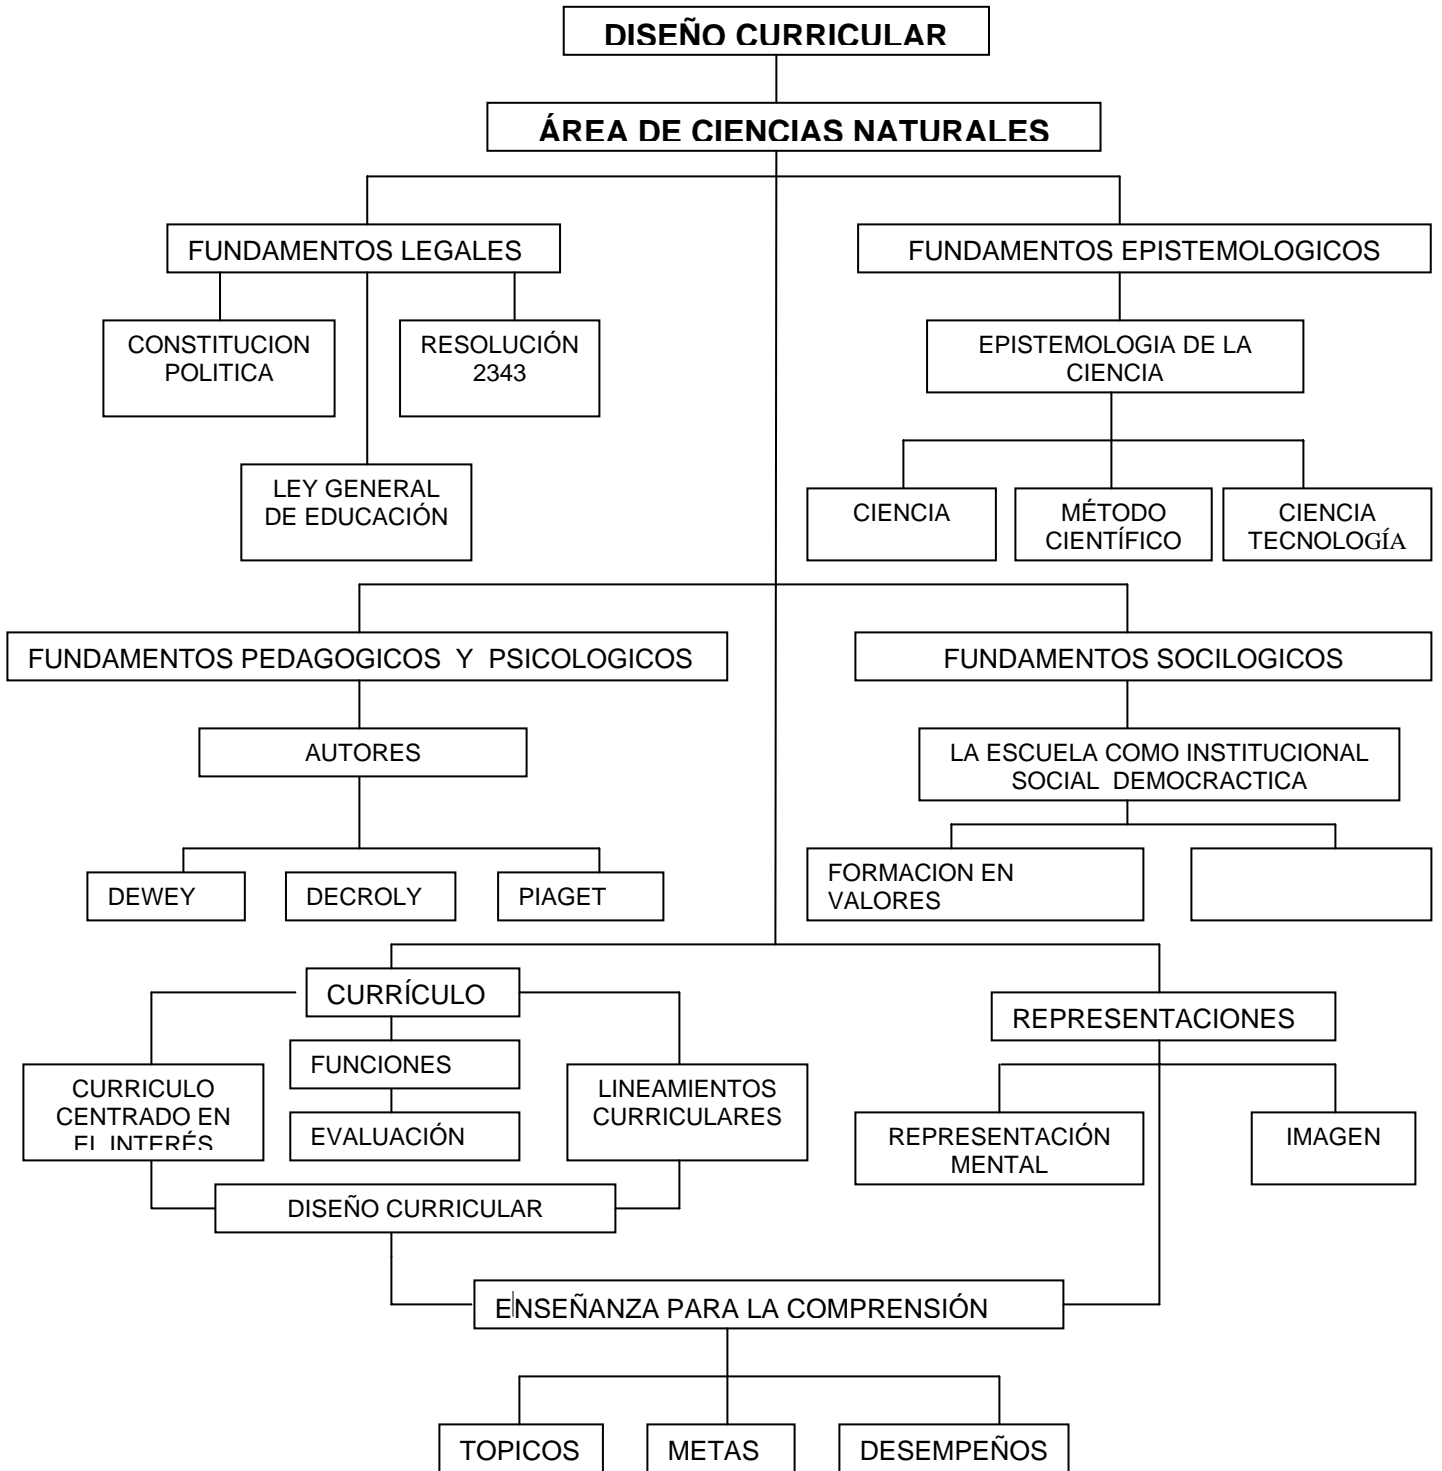 DISEÑO CURRICULAR
ÁREA DE CIENCIAS NATURALES
FUNDAMENTOS LEGALES
FUNDAMENTOS EPISTEMOLOGICOS
CONSTITUCION
POLITICA
RESOLUCIÓN
2343
EPISTEMOLOGIA DE LA
CIENCIA
LEY GENERAL
DE EDUCACIÓN
CIENCIA
MÉTODO
CIENTÍFICO
CIENCIA
TECNOLOGÍA
FUNDAMENTOS PEDAGOGICOS Y PSICOLOGICOS
FUNDAMENTOS SOCILOGICOS
AUTORES
LA ESCUELA COMO INSTITUCIONAL
SOCIAL DEMOCRACTICA
DEWEY
DECROLY
PIAGET
FORMACION EN
VALORES
CURRÍCULO
REPRESENTACIONES
FUNCIONES
CURRICULO
CENTRADO EN
EL INTERÉS
LINEAMIENTOS
CURRICULARES
EVALUACIÓN
REPRESENTACIÓN
MENTAL
IMAGEN
DISEÑO CURRICULAR
ENSEÑANZA PARA LA COMPRENSIÓN
TOPICOS
METAS
DESEMPEÑOS